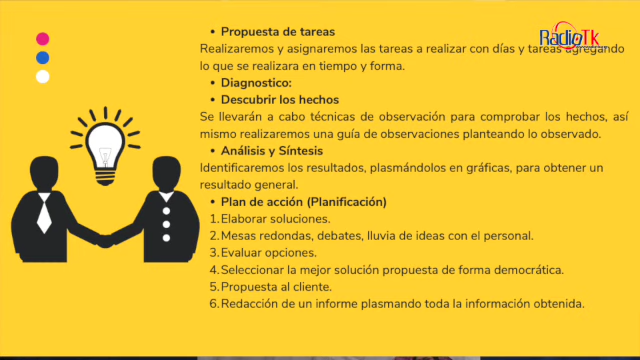 RadioTK
• Propuesta de tareas
Realizaremos y asignaremos las tareas a realizar con días y tareas agregando
lo que se realizara en tiempo y forma.
• Diagnostico:
• Descubrir los hechos
Se llevarán a cabo técnicas de observación para comprobar los hechos, así
mismo realizaremos una guía de observaciones planteando lo observado.
• Análisis y Síntesis
Identificaremos los resultados, plasmándolos en gráficas, para obtener un
resultado general.
• Plan de acción (Planificación)
1. Elaborar soluciones.
2. Mesas redondas, debates, lluvia de ideas con el personal.
3. Evaluar opciones.
4. Seleccionar la mejor solución propuesta de forma democrática.
5. Propuesta al cliente.
6. Redacción de un informe plasmando toda la información obtenida.